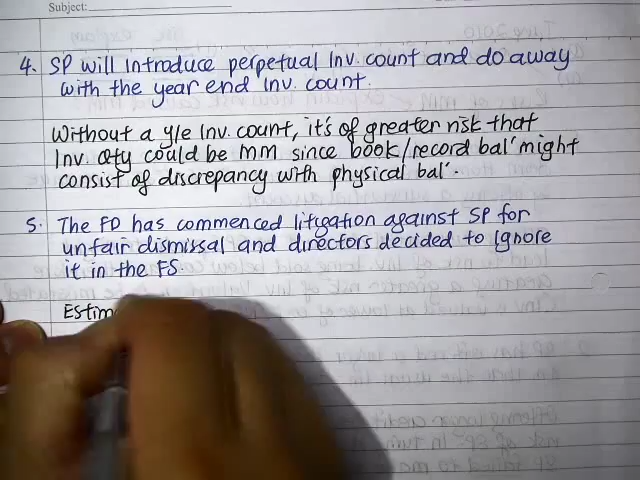 Subject:
4. SP will introduce perpetual Inv. count and do away
with the year end Inv. count.
Without a y/e Inv. count, it's of greater risk that
Inv. qty could be MM since book/record bal' might
consist of discrepancy with physical bal'.
5. The FD has commenced litigation against SP for
unfair dismissal and directors decided to ignore
it in the FS.
Estim